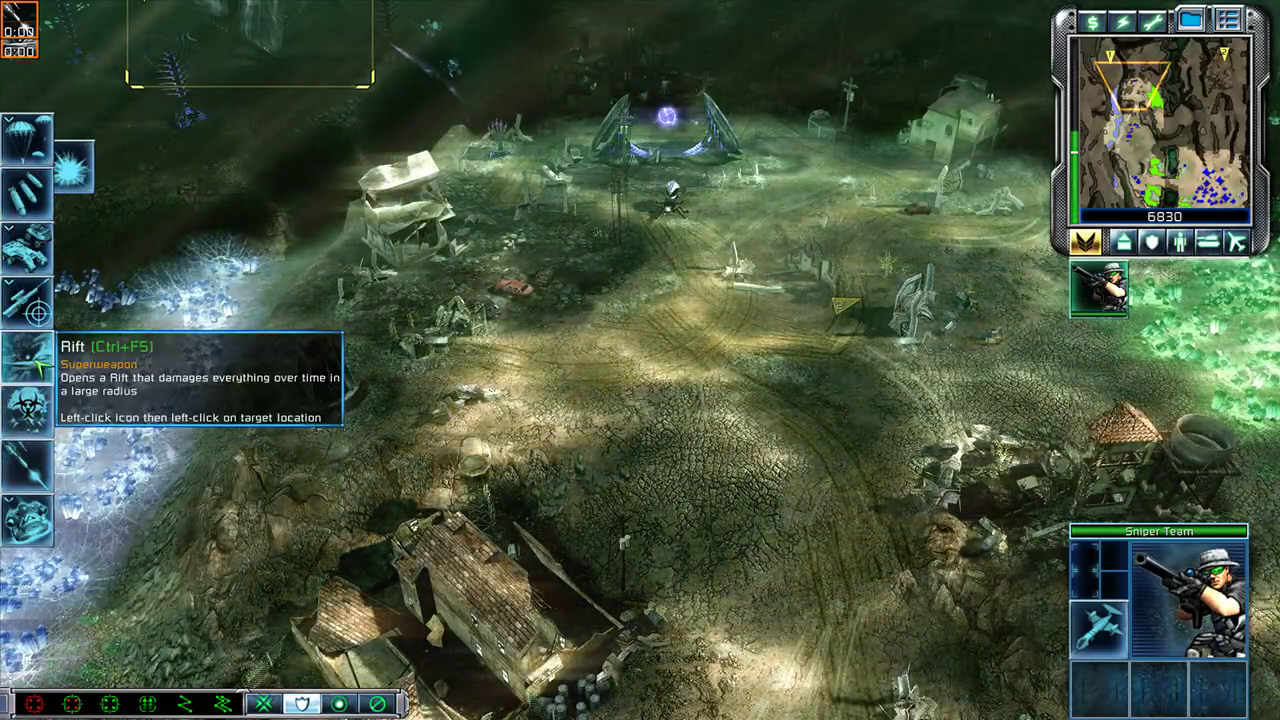 0:00
0:00
$
6830
Rift (Ctrl+F5)
Superweapon
Opens a Rift that damages everything over time in
a large radius
Left-click icon then left-click on target location
Sniper Team